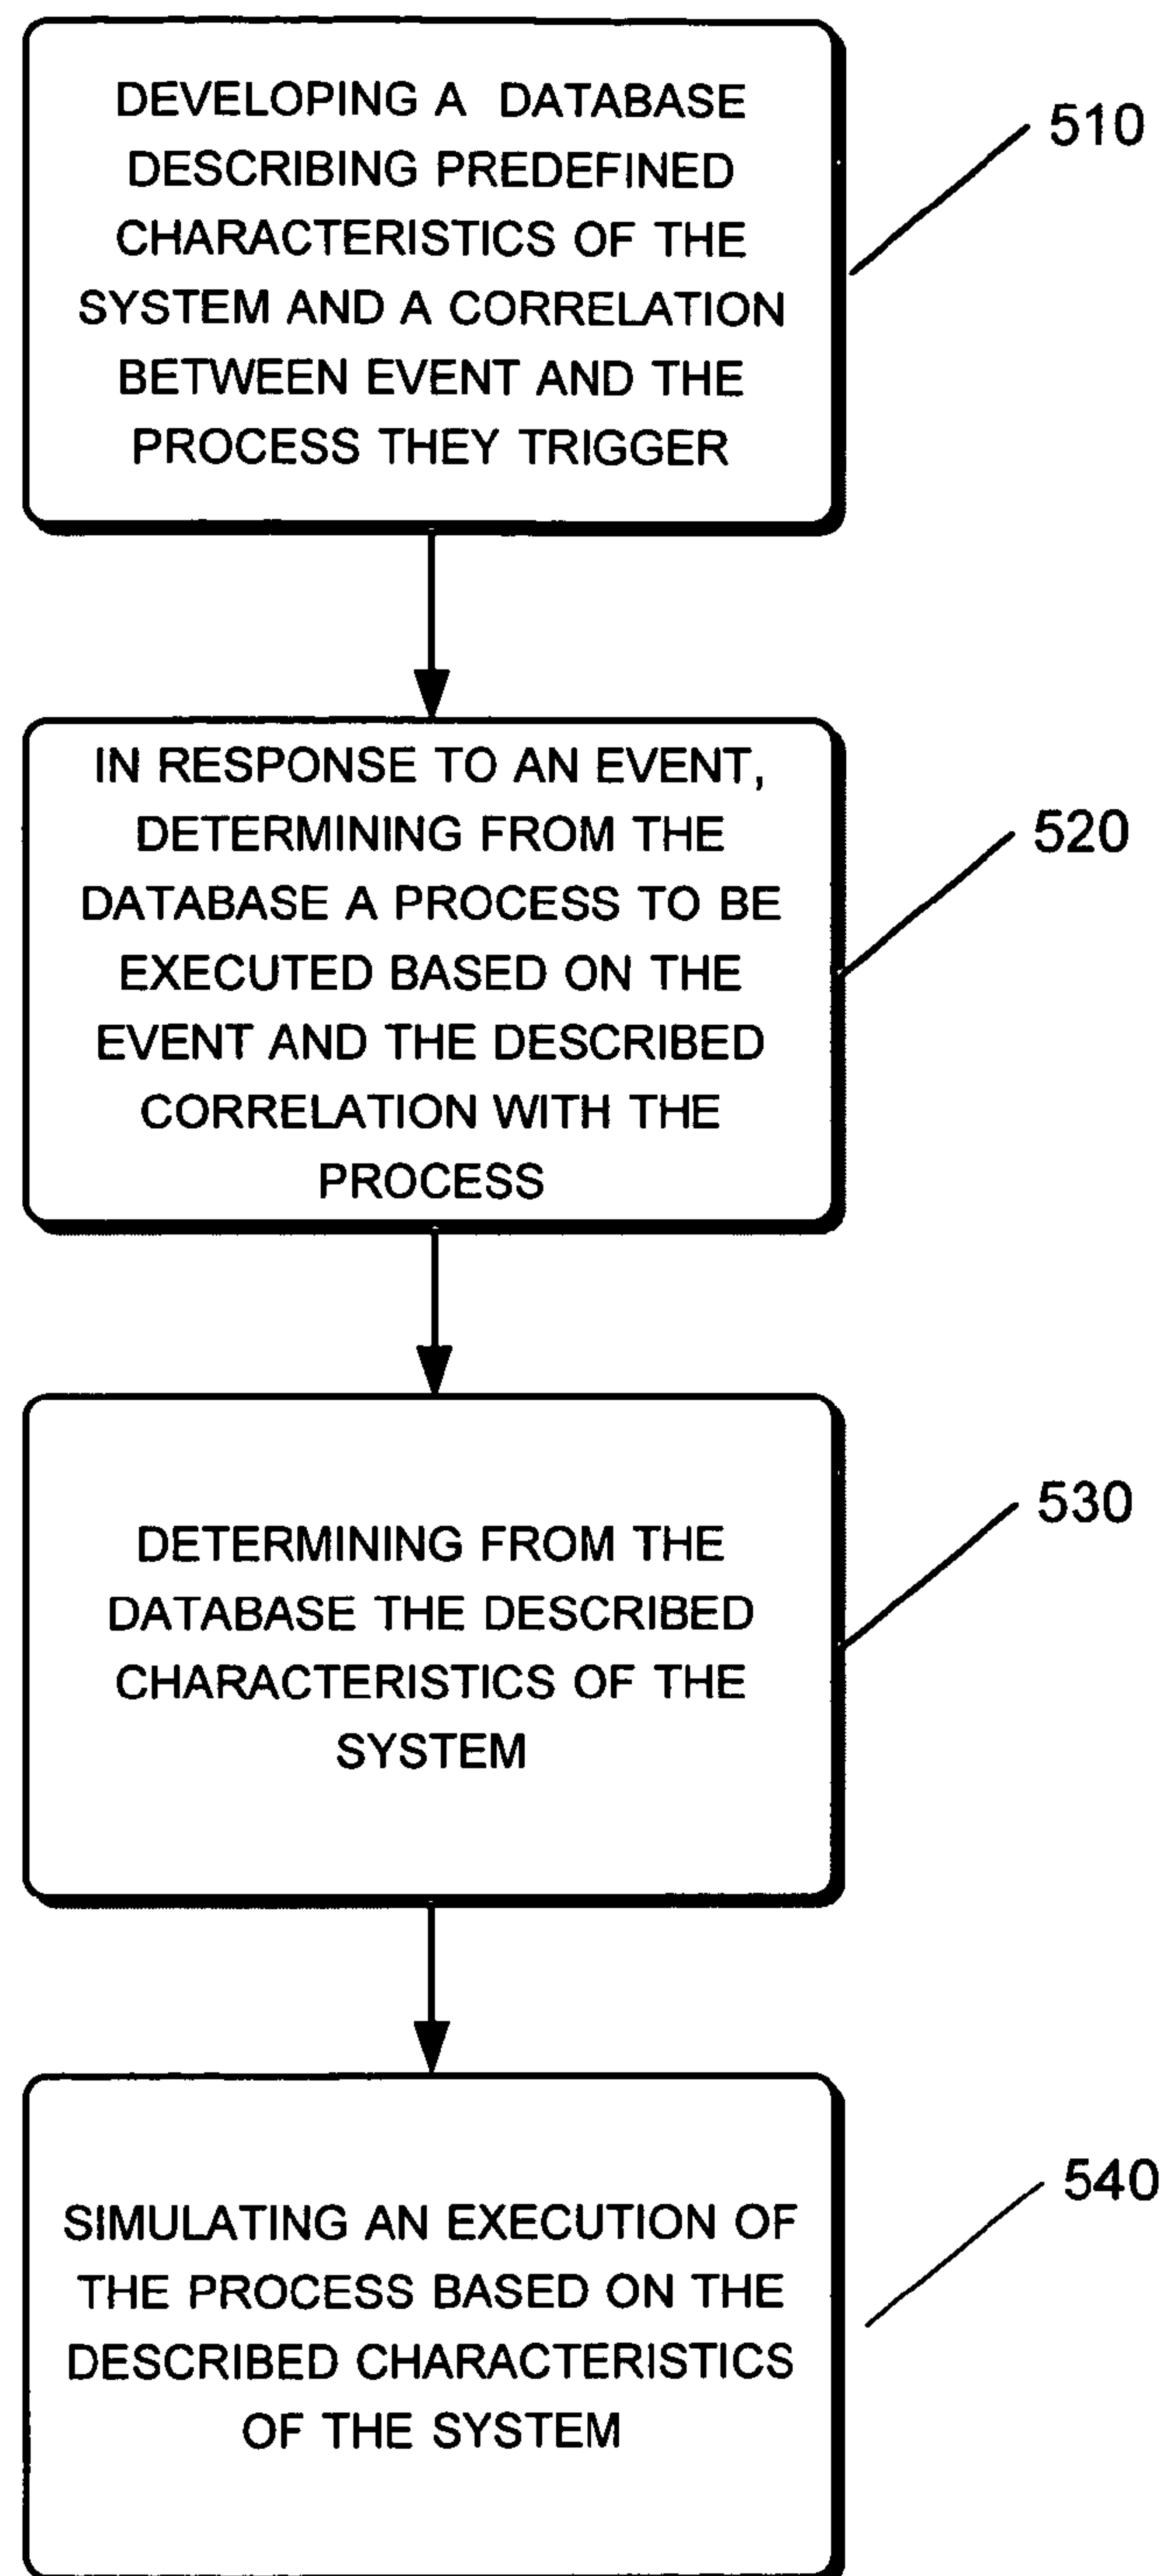 DEVELOPING A DATABASE
DESCRIBING PREDEFINED
CHARACTERISTICS OF THE
SYSTEM AND A CORRELATION
BETWEEN EVENT AND THE
PROCESS THEY TRIGGER
510
IN RESPONSE TO AN EVENT,
DETERMINING FROM THE
DATABASE A PROCESS TO BE
EXECUTED BASED ON THE
EVENT AND THE DESCRIBED
CORRELATION WITH THE
PROCESS
520
DETERMINING FROM THE
DATABASE THE DESCRIBED
CHARACTERISTICS OF THE
SYSTEM
530
SIMULATING AN EXECUTION OF
THE PROCESS BASED ON THE
DESCRIBED CHARACTERISTICS
OF THE SYSTEM
540